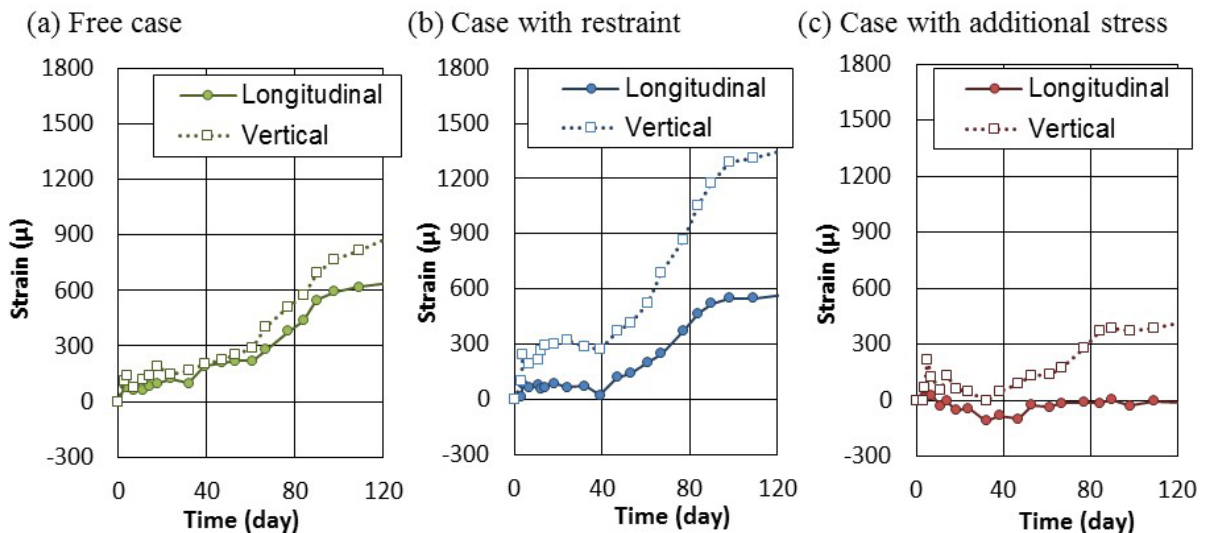 (a) Free case
1800
1500
1200
900
600
300
0
-300
Strain (μ)
Longitudinal
Vertical
0 40 80 120
Time (day)
(b) Case with restraint
1800
1500
1200
900
600
300
0
-300
Strain (μ)
Longitudinal
Vertical
0 40 80 120
Time (day)
(c) Case with additional stress
1800
1500
1200
900
600
300
0
-300
Strain (μ)
Longitudinal
Vertical
0 40 80 120
Time (day)